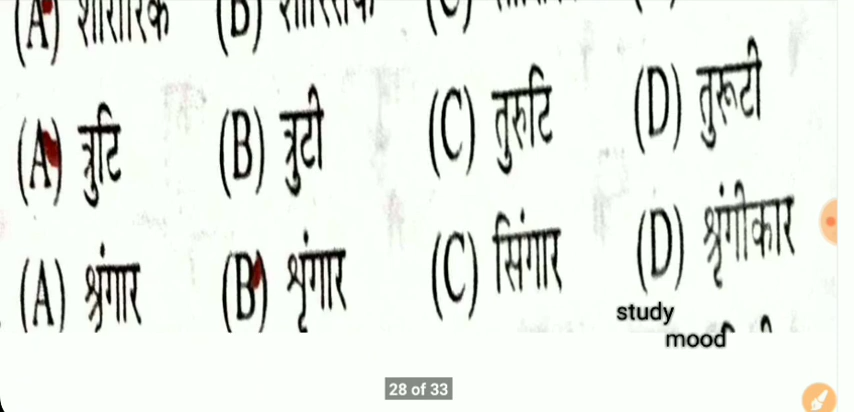 (A) शारीरिक (B)
(A) त्रुटि (B) त्रुटी (C) तुरुटि (D) तुरूटी
(A) श्रंगार (B) शृंगार (C) सिंगार (D) श्रृंगीकार
study
mood
28 of 33